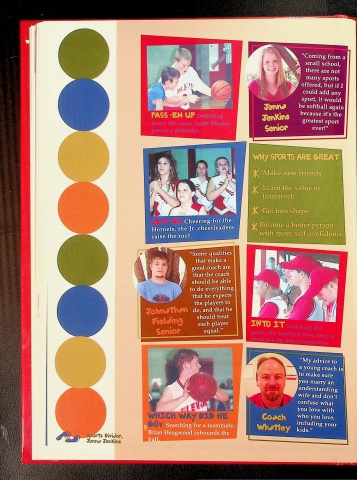 PASS 'EM UP Dribbling
down the court,
"Coming from a
small school,
there are not
many sports
offered, but if I
could add any
sport, it would
be softball again
because it's the
greatest sport
ever!"
Jenna
Jenkins
Senior
Cheering for the
Hornets, the Jr. cheerleaders
raise the roof.
WHY SPORTS ARE GREAT
Make new friends
Learn the value of
teamwork
Get into shape
Become a better person
with more self-confidence
"Some qualities
that make a
good coach are
that the coach
should be able
to do everything
that he expects
the players to
do, and that he
should treat
each player
equal."
Johnathan
Fielding
Senior
INTO IT
WHICH WAY DID HE
GO? Searching for a teammate,
Brian Heagwood inbounds the
ball.
"My advice to
a young coach is
to make sure
you marry an
understanding
wife and don't
confuse what
you love with
who you love,
including your
kids."
Coach
Whatley
Sports Divider,
Jenna Jenkins